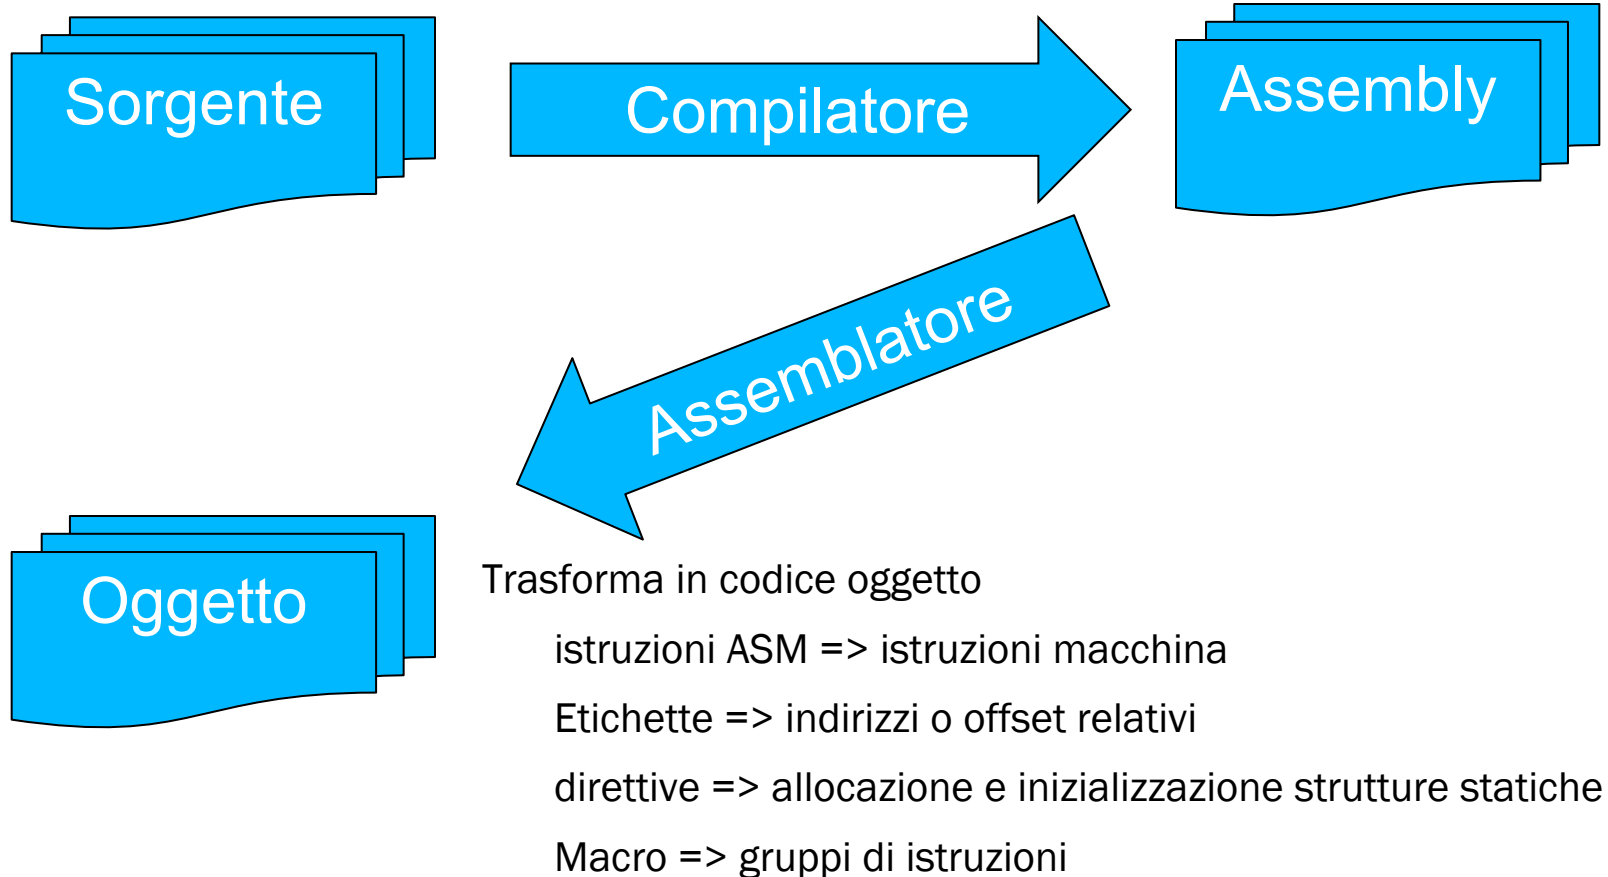 Sorgente
Compilatore
Assembly
Assemblatore
Oggetto
Trasforma in codice oggetto
istruzioni ASM => istruzioni macchina
Etichette => indirizzi o offset relativi
direttive => allocazione e inizializzazione strutture statiche
Macro => gruppi di istruzioni